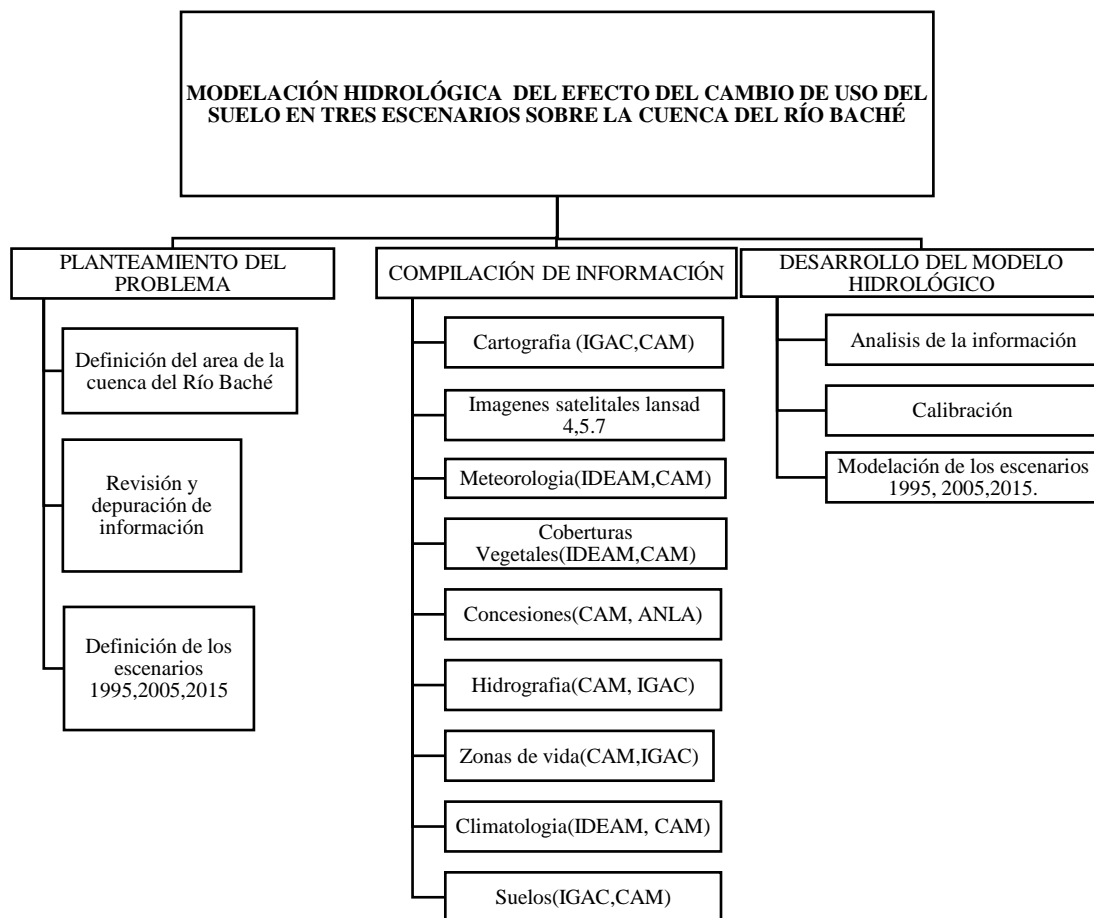 MODELACIÓN HIDROLÓGICA DEL EFECTO DEL CAMBIO DE USO DEL
SUELO EN TRES ESCENARIOS SOBRE LA CUENCA DEL RÍO BACHÉ
PLANTEAMIENTO DEL
PROBLEMA
Definición del area de la
cuenca del Río Baché
Revisión y
depuración de
información
Definición de los
escenarios
1995,2005,2015
COMPILACIÓN DE INFORMACIÓN
Cartografia (IGAC,CAM)
Imagenes satelitales lansad
4,5.7
Meteorologia(IDEAM,CAM)
Coberturas
Vegetales(IDEAM,CAM)
Concesiones(CAM, ANLA)
Hidrografia(CAM, IGAC)
Zonas de vida(CAM,IGAC)
Climatologia(IDEAM, CAM)
Suelos(IGAC,CAM)
DESARROLLO DEL MODELO
HIDROLÓGICO
Analisis de la información
Calibración
Modelación de los escenarios
1995, 2005,2015.